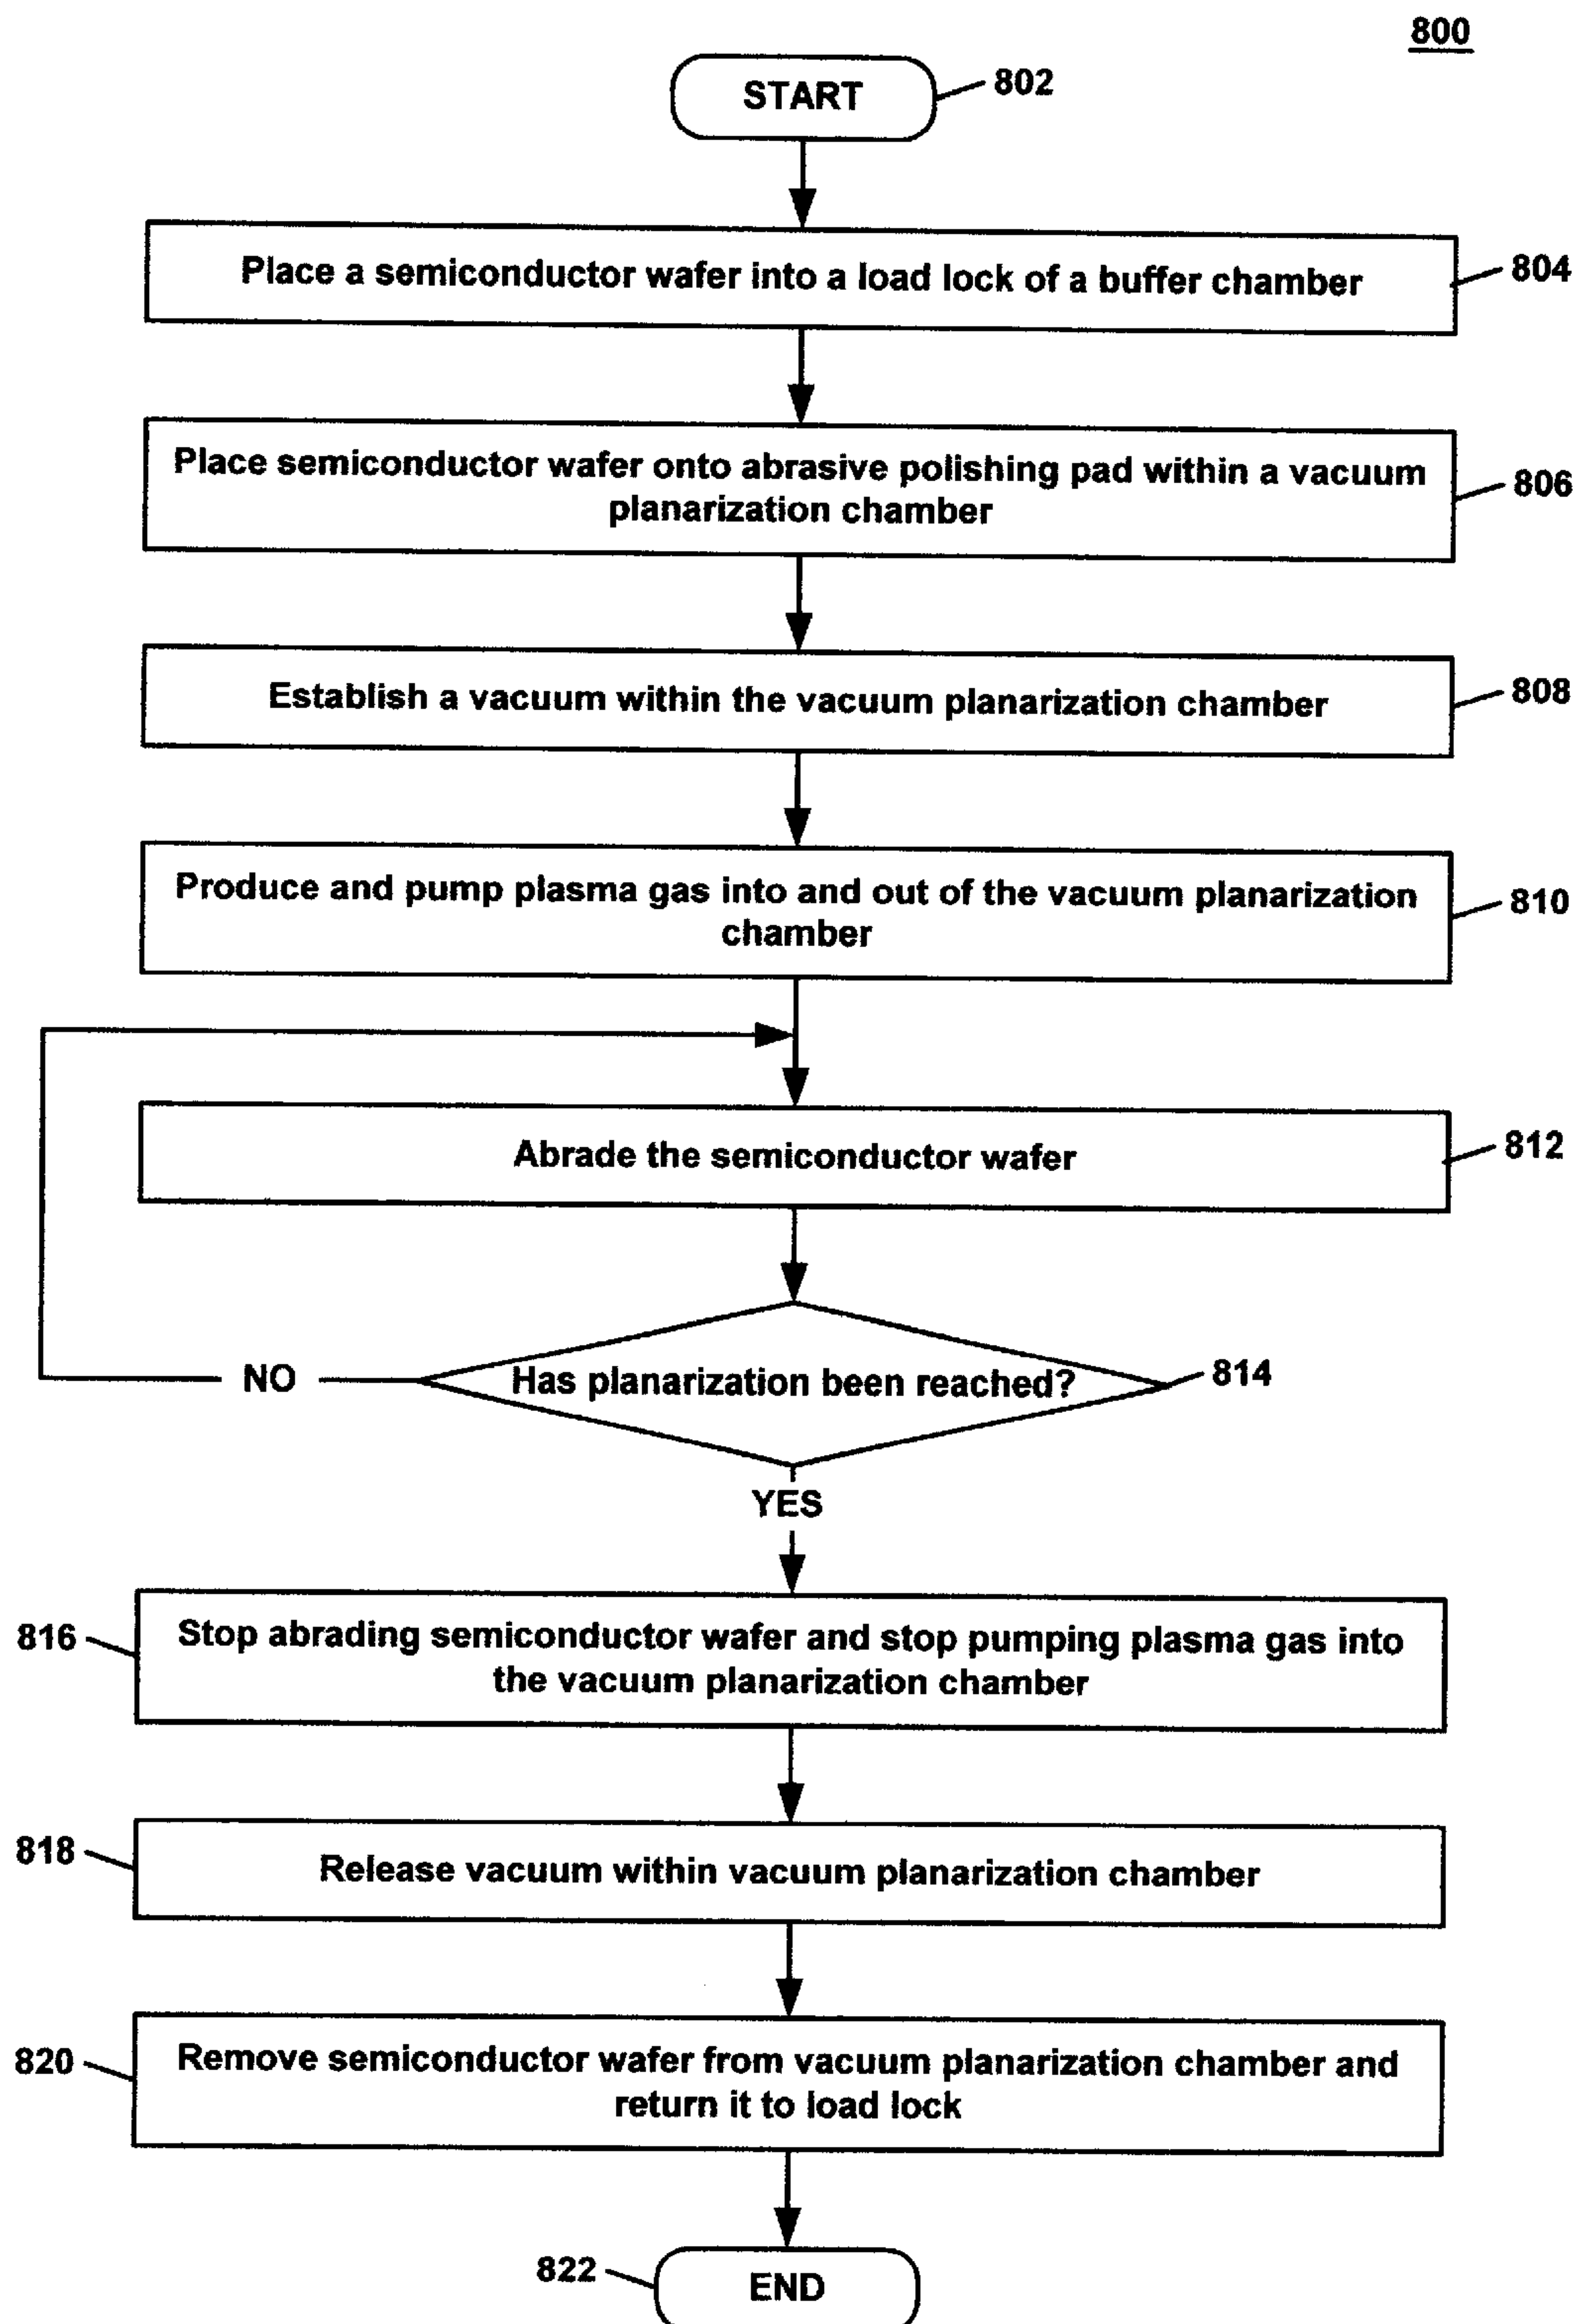 800
START
802
Place a semiconductor wafer into a load lock of a buffer chamber
804
Place semiconductor wafer onto abrasive polishing pad within a vacuum
planarization chamber
806
Establish a vacuum within the vacuum planarization chamber
808
Produce and pump plasma gas into and out of the vacuum planarization
chamber
810
Abrade the semiconductor wafer
812
Has planarization been reached?
814
NO
YES
816
Stop abrading semiconductor wafer and stop pumping plasma gas into
the vacuum planarization chamber
818
Release vacuum within vacuum planarization chamber
820
Remove semiconductor wafer from vacuum planarization chamber and
return it to load lock
822
END